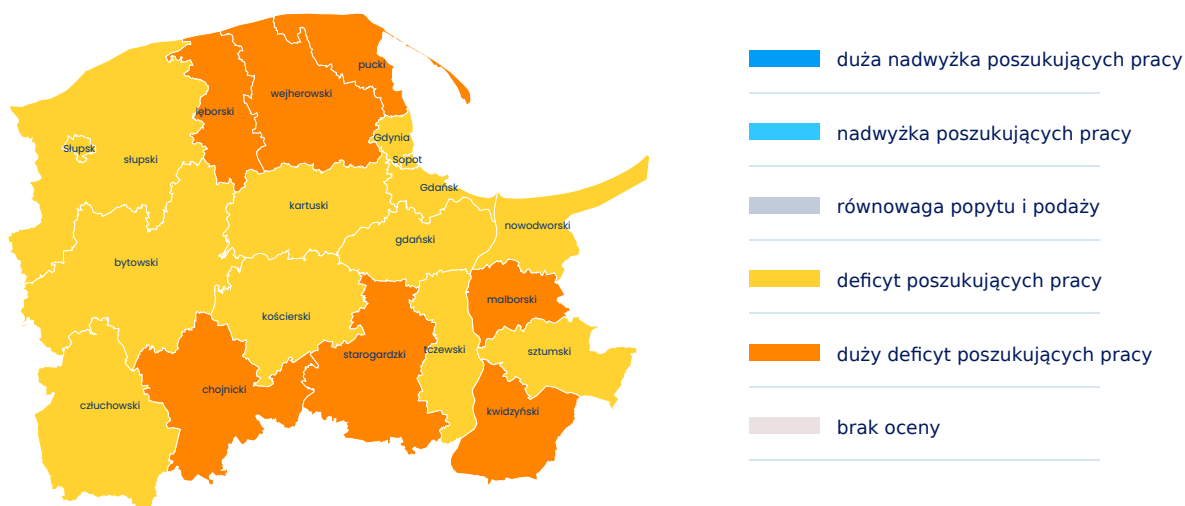 pucki
wejherowski
lęborski
Gdynia
Słupsk
słupski
Sopot
Gdańsk
kartuski
nowodworski
gdański
bytowski
malborski
kościerski
starogardzki
tczewski
sztumski
chojnicki
człuchowski
kwidzyński
duża nadwyżka poszukujących pracy
nadwyżka poszukujących pracy
równowaga popytu i podaży
deficyt poszukujących pracy
duży deficyt poszukujących pracy
brak oceny